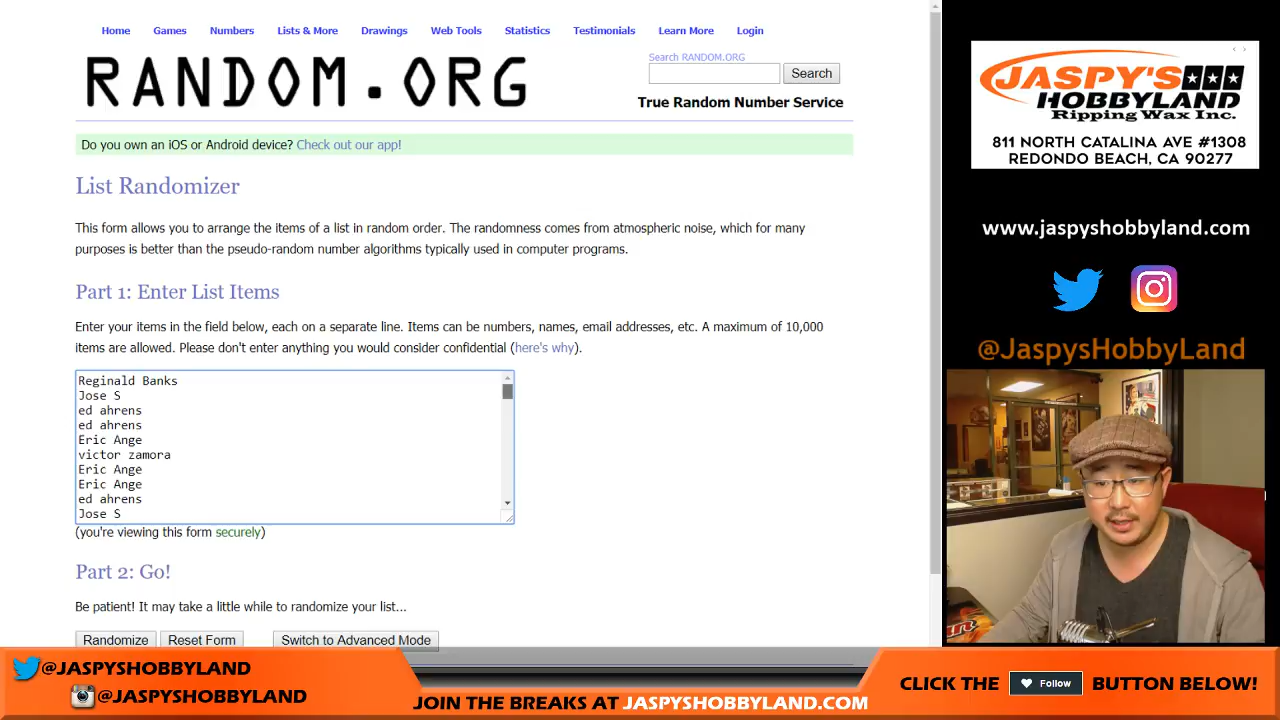 Home Games Numbers Lists & More Drawings Web Tools Statistics Testimonials Learn More Login
RANDOM.ORG
Search RANDOM.ORG
Search
True Random Number Service
Do you own an iOS or Android device? Check out our app!
List Randomizer
This form allows you to arrange the items of a list in random order. The randomness comes from atmospheric noise, which for many
purposes is better than the pseudo-random number algorithms typically used in computer programs.
Part 1: Enter List Items
Enter your items in the field below, each on a separate line. Items can be numbers, names, email addresses, etc. A maximum of 10,000
items are allowed. Please don't enter anything you would consider confidential (here's why).
Reginald Banks
Jose S
ed ahrens
ed ahrens
Eric Ange
victor zamora
Eric Ange
Eric Ange
ed ahrens
Jose S
(you're viewing this form securely)
Part 2: Go!
Be patient! It may take a little while to randomize your list...
Randomize Reset Form Switch to Advanced Mode
JASPY'S
HOBBYLAND
Ripping Wax Inc.
811 NORTH CATALINA AVE #1308
REDONDO BEACH, CA 90277
www.jaspyshobbyland.com
@JaspysHobbyLand
@JASPYSHOBBYLAND
@JASPYSHOBBYLAND
JOIN THE BREAKS AT JASPYSHOBBYLAND.COM
CLICK THE Follow BUTTON BELOW!